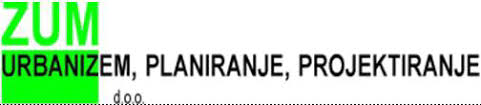 ZUM
URBANIZEM, PLANIRANJE, PROJEKTIRANJE
d.o.o.